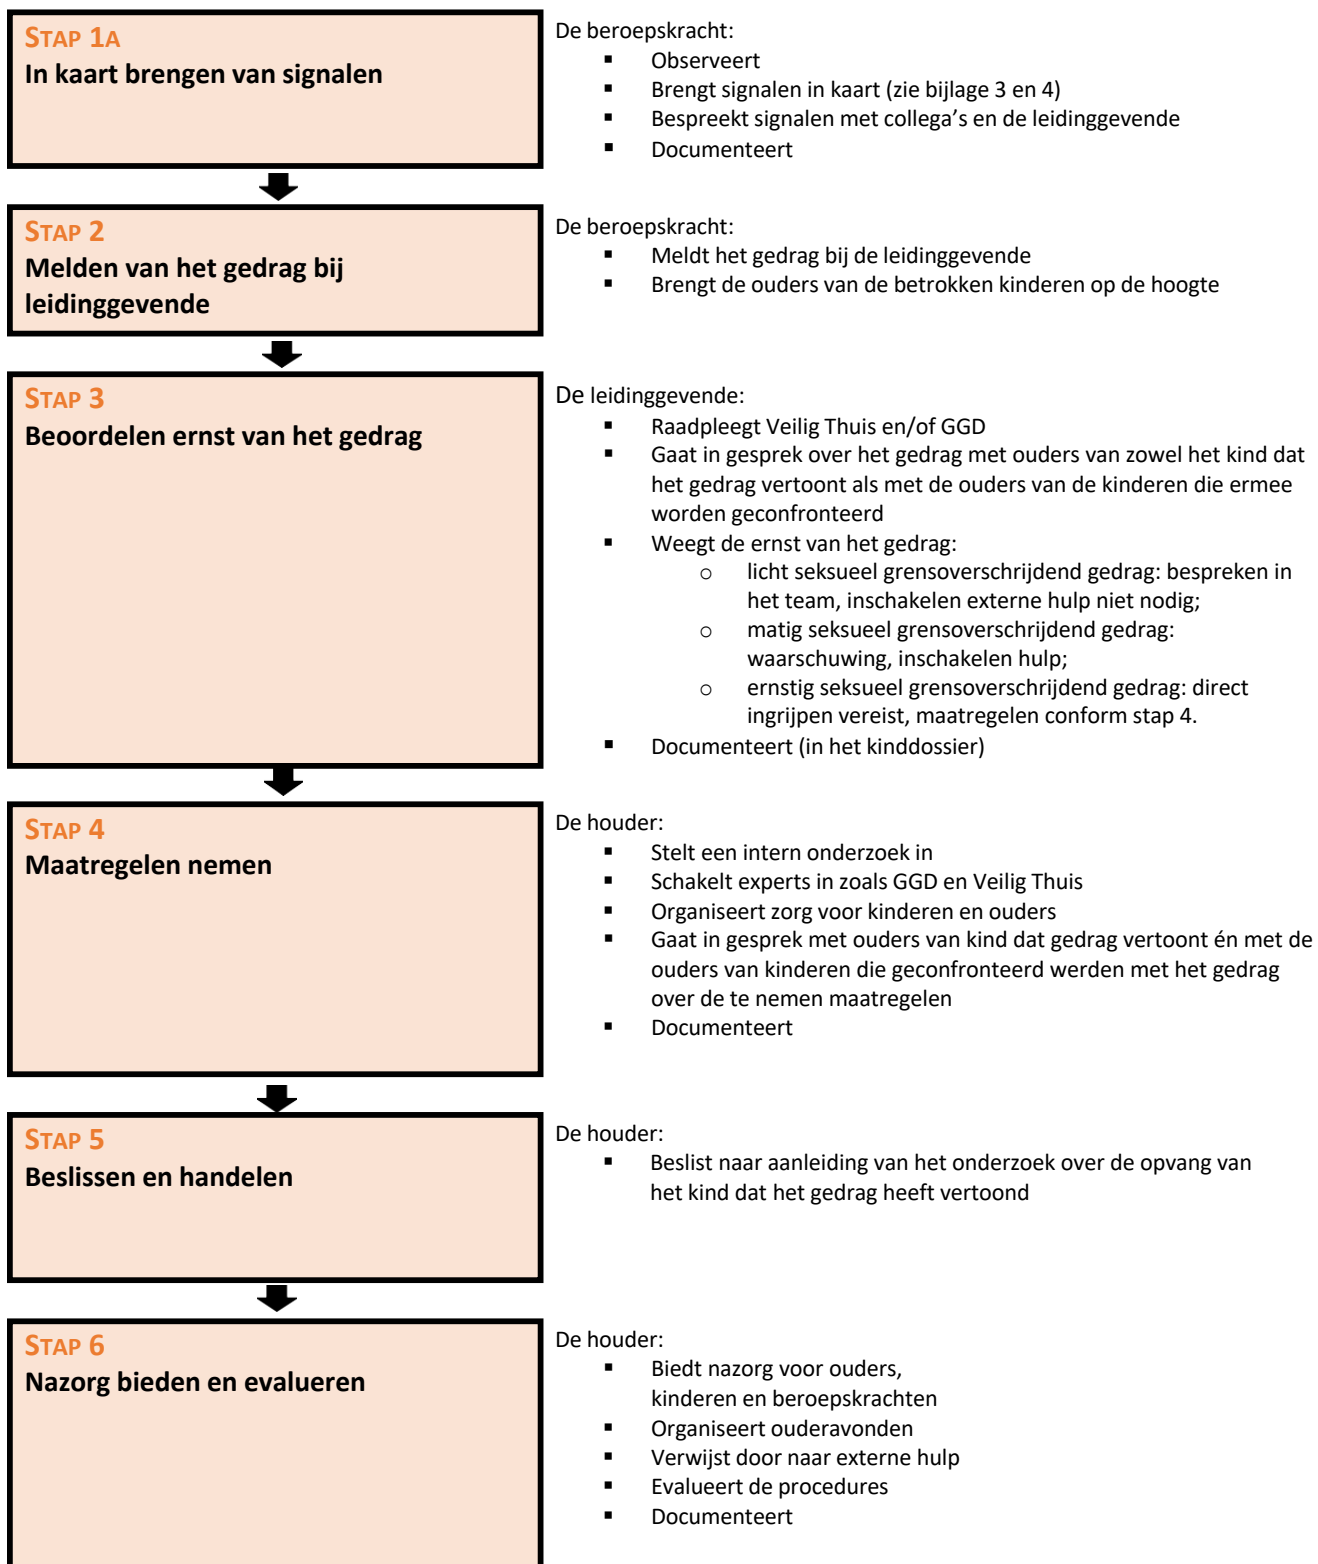 STAP 1A
In kaart brengen van signalen
De beroepskracht:
▪ Observeert
▪ Brengt signalen in kaart (zie bijlage 3 en 4)
▪ Bespreekt signalen met collega’s en de leidinggevende
▪ Documenteert
STAP 2
Melden van het gedrag bij
leidinggevende
De beroepskracht:
▪ Meldt het gedrag bij de leidinggevende
▪ Brengt de ouders van de betrokken kinderen op de hoogte
STAP 3
Beoordelen ernst van het gedrag
De leidinggevende:
▪ Raadpleegt Veilig Thuis en/of GGD
▪ Gaat in gesprek over het gedrag met ouders van zowel het kind dat
het gedrag vertoont als met de ouders van de kinderen die ermee
worden geconfronteerd
▪ Weegt de ernst van het gedrag:
o licht seksueel grensoverschrijdend gedrag: bespreken in
het team, inschakelen externe hulp niet nodig;
o matig seksueel grensoverschrijdend gedrag:
waarschuwing, inschakelen hulp;
o ernstig seksueel grensoverschrijdend gedrag: direct
ingrijpen vereist, maatregelen conform stap 4.
▪ Documenteert (in het kinddossier)
STAP 4
Maatregelen nemen
De houder:
▪ Stelt een intern onderzoek in
▪ Schakelt experts in zoals GGD en Veilig Thuis
▪ Organiseert zorg voor kinderen en ouders
▪ Gaat in gesprek met ouders van kind dat gedrag vertoont én met de
ouders van kinderen die geconfronteerd werden met het gedrag
over de te nemen maatregelen
▪ Documenteert
STAP 5
Beslissen en handelen
De houder:
▪ Beslist naar aanleiding van het onderzoek over de opvang van
het kind dat het gedrag heeft vertoond
STAP 6
Nazorg bieden en evalueren
De houder:
▪ Biedt nazorg voor ouders,
kinderen en beroepskrachten
▪ Organiseert ouderavonden
▪ Verwijst door naar externe hulp
▪ Evalueert de procedures
▪ Documenteert